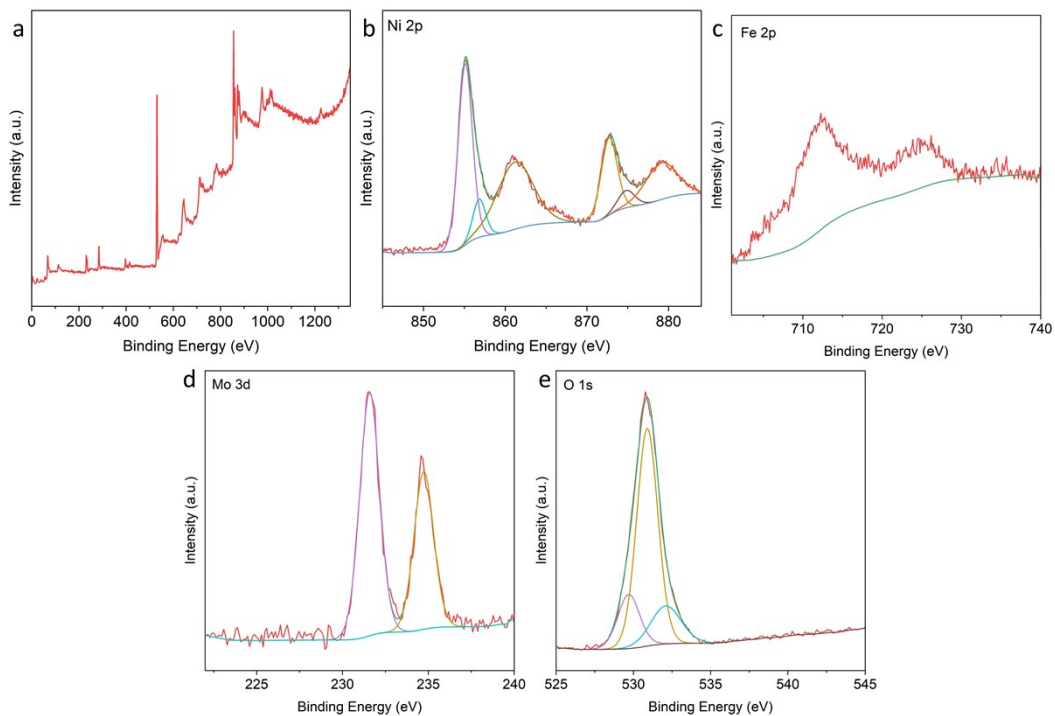 a
Intensity (a.u.)
0 200 400 600 800 1000 1200
Binding Energy (eV)
b
Ni 2p
Intensity (a.u.)
850 860 870 880
Binding Energy (eV)
c
Fe 2p
Intensity (a.u.)
710 720 730 740
Binding Energy (eV)
d
Mo 3d
Intensity (a.u.)
225 230 235 240
Binding Energy (eV)
e
O 1s
Intensity (a.u.)
525 530 535 540 545
Binding Energy (eV)